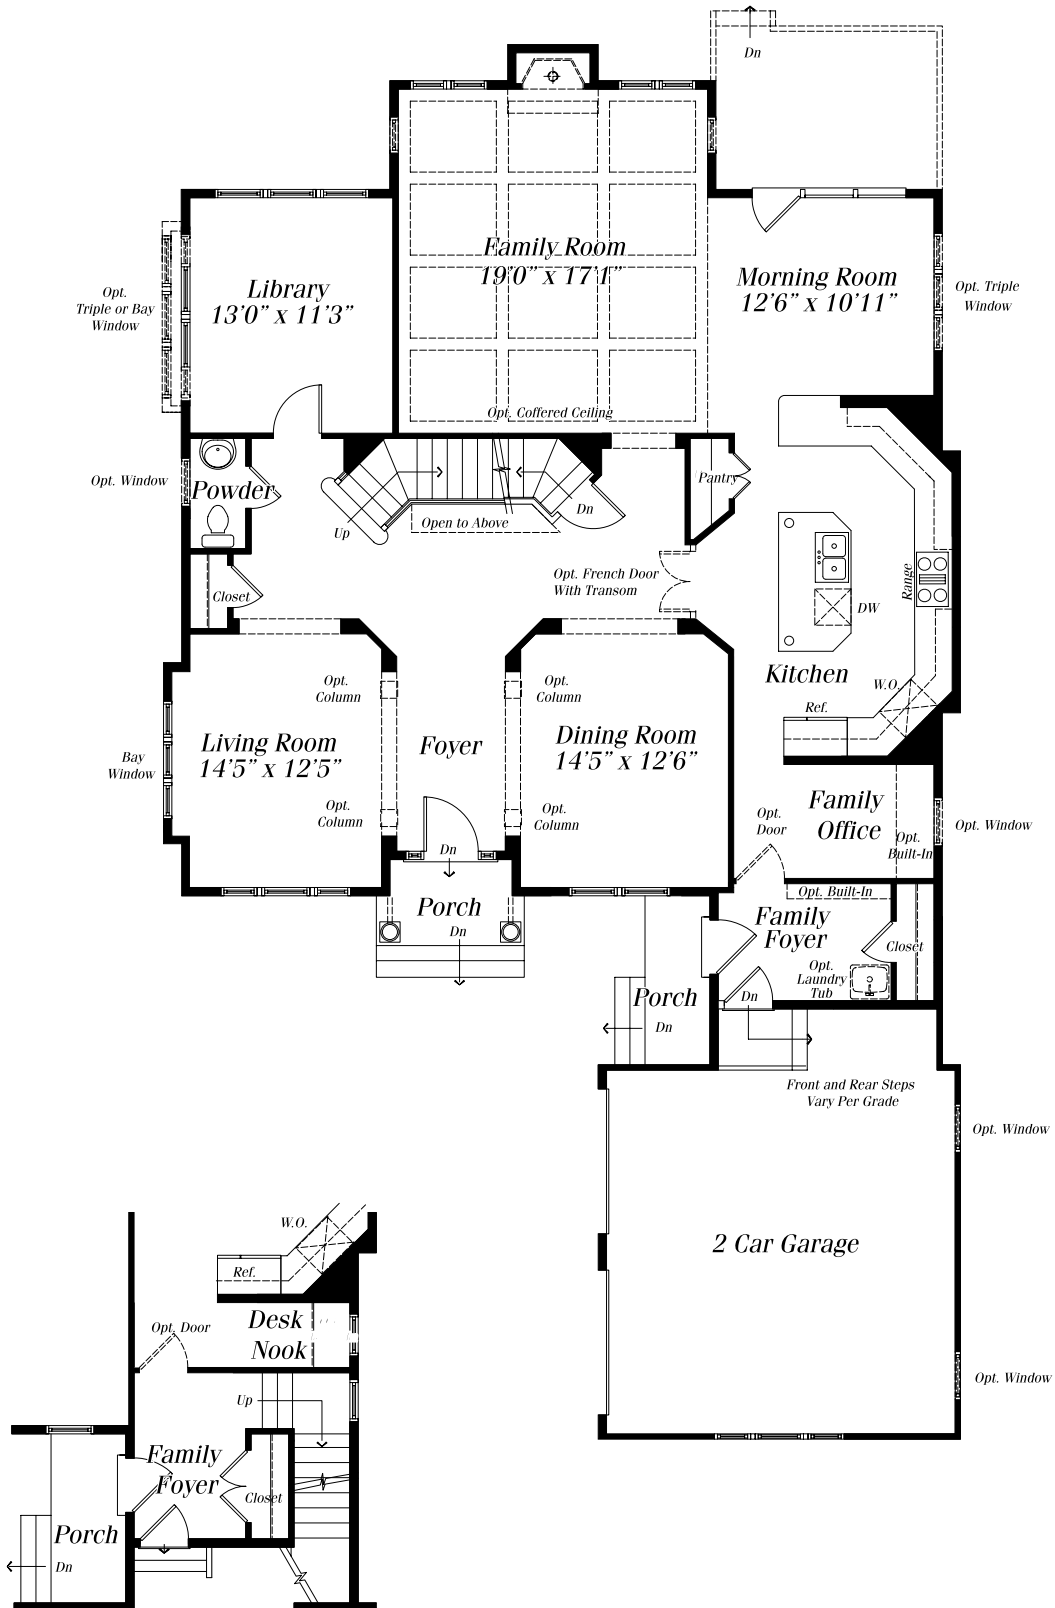 Dn
Family Room
19'0" x 17'1"
Morning Room
12'6" x 10'11"
Library
13'0" x 11'3"
Opt.
Triple or Bay
Window
Opt. Triple
Window
Opt. Coffered Ceiling
Opt. Window
Powder
Pantry
Up
Open to Above
Dn
Opt. French Door
With Transom
Closet
Range
DW
Kitchen
W.O.
Ref.
Opt.
Column
Opt.
Column
Living Room
14'5" x 12'5"
Foyer
Dining Room
14'5" x 12'6"
Bay
Window
Opt.
Column
Opt.
Column
Family
Office
Opt.
Door
Opt. Window
Opt.
Built-In
Dn
Porch
Dn
Opt. Built-In
Family
Foyer
Closet
Opt.
Laundry
Tub
Dn
Porch
Dn
Front and Rear Steps
Vary Per Grade
Opt. Window
2 Car Garage
Opt. Window
W.O.
Ref.
Desk
Nook
Opt. Door
Up
Family
Foyer
Closet
Porch
Dn